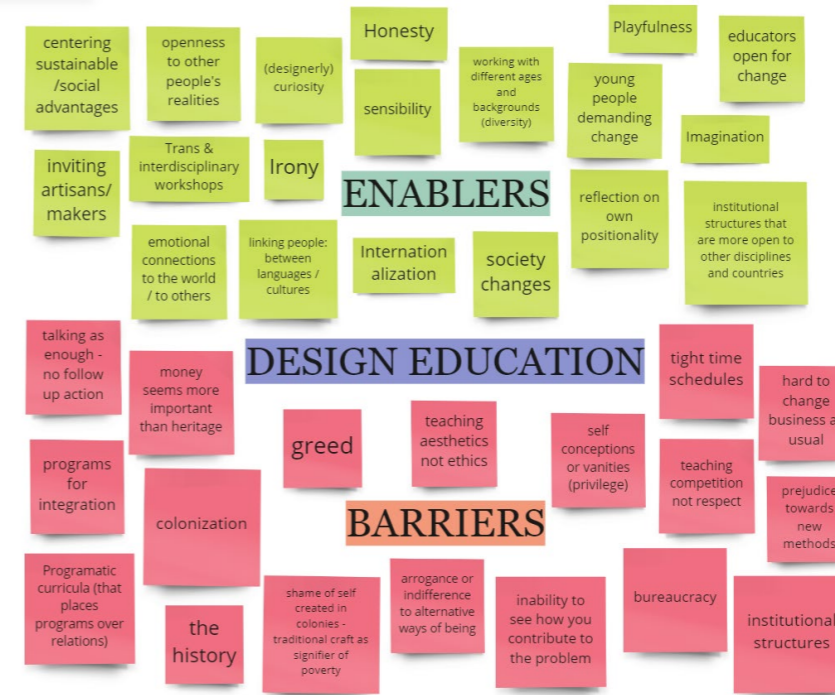 centering
sustainable
/social
advantages
openness
to other
people's
realities
(designerly)
curiosity
Honesty
sensibility
working with
different ages
and
backgrounds
(diversity)
Playfulness
young
people
demanding
change
educators
open for
change
Imagination
inviting
artisans/
makers
Trans &
interdisciplinary
workshops
Irony
ENABLERS
reflection on
own
positionality
institutional
structures that
are more open to
other disciplines
and countries
emotional
connections
to the world
/ to others
linking people:
between
languages /
cultures
Internation
alization
society
changes
talking as
enough -
no follow
up action
money
seems more
important
than heritage
DESIGN EDUCATION
tight time
schedules
hard to
change
business a
usual
greed
teaching
aesthetics
not ethics
self
conceptions
or vanities
(privilege)
teaching
competition
not respect
prejudice
towards
new
methods
programs
for
integration
colonization
BARRIERS
Programatic
curricula (that
places
programs over
relations)
the
history
shame of self
created in
colonies -
traditional craft as
signifier of
poverty
arrogance or
indifference
to alternative
ways of being
inability to
see how you
contribute to
the problem
bureaucracy
institutional
structures